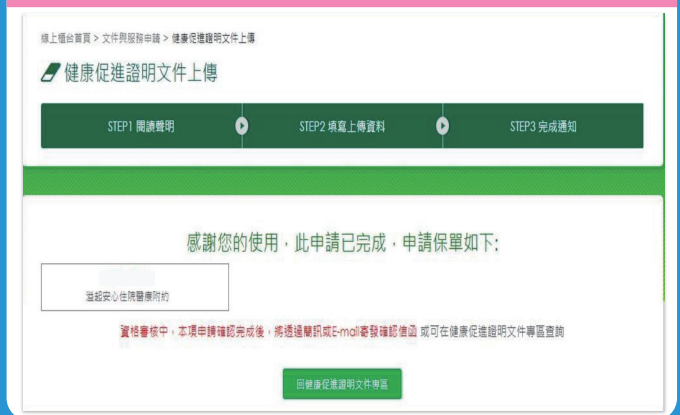 線上櫃台首頁 > 文件與服務申請 > 健康促進證明文件上傳
健康促進證明文件上傳
STEP1 閱讀聲明
STEP2 填寫上傳資料
STEP3 完成通知
感謝您的使用，此申請已完成，申請保單如下:
溢起安心住院醫療附約
資格審核中，本項申請確認完成後，將透過簡訊或E-mail寄發確認信函 或可在健康促進證明文件專區查詢
回健康促進證明文件專區